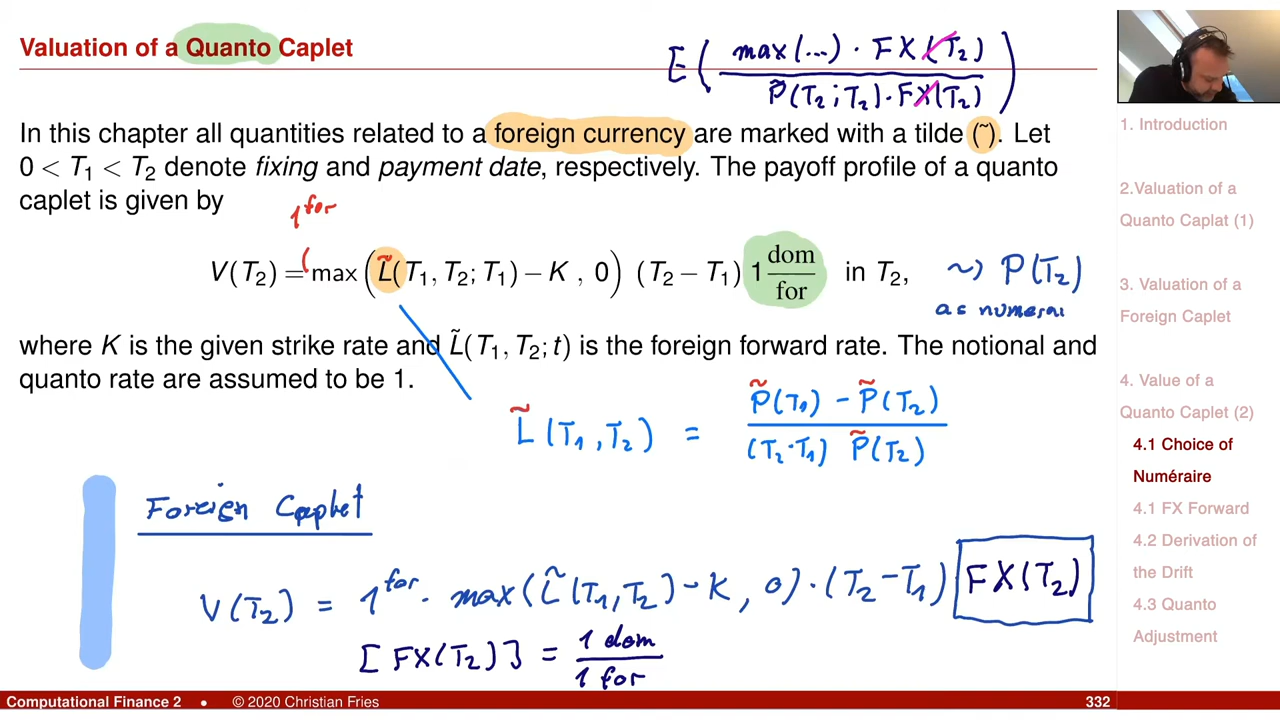 Valuation of a Quanto Caplet
E ( max(...) · FX(T₂) / P̃(T₂;T₂)·FX(T₂) )
In this chapter all quantities related to a foreign currency are marked with a tilde (~). Let
0 < T₁ < T₂ denote fixing and payment date, respectively. The payoff profile of a quanto
caplet is given by
1 for
V(T₂) = (max(L̃(T₁, T₂; T₁) − K , 0) (T₂ − T₁) 1 dom/for in T₂,
~> P(T₂)
as numerai
where K is the given strike rate and L̃(T₁, T₂; t) is the foreign forward rate. The notional and
quanto rate are assumed to be 1.
L̃(T₁,T₂) = P̃(T₁) − P̃(T₂) / (T₂-T₁) P̃(T₂)
Foreign Caplet
V(T₂) = 1 for · max(L̃(T₁,T₂) − K, 0) · (T₂−T₁) FX(T₂)
[FX(T₂)] = 1 dom / 1 for
1. Introduction
2.Valuation of a
Quanto Caplat (1)
3. Valuation of a
Foreign Caplet
4. Value of a
Quanto Caplet (2)
4.1 Choice of
Numéraire
4.1 FX Forward
4.2 Derivation of
the Drift
4.3 Quanto
Adjustment
Computational Finance 2 • © 2020 Christian Fries 332